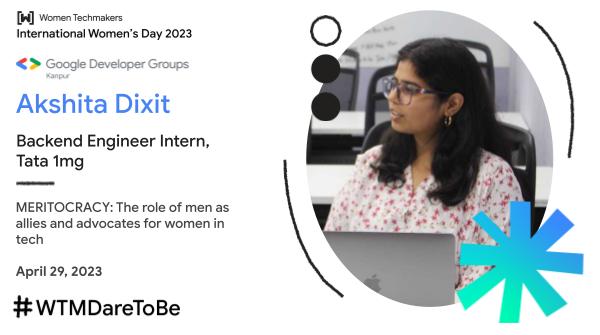 Women Techmakers
International Women's Day 2023
Google Developer Groups
Kanpur
Akshita Dixit
Backend Engineer Intern,
Tata 1mg
MERITOCRACY: The role of men as
allies and advocates for women in
tech
April 29, 2023
#WTMDareToBe